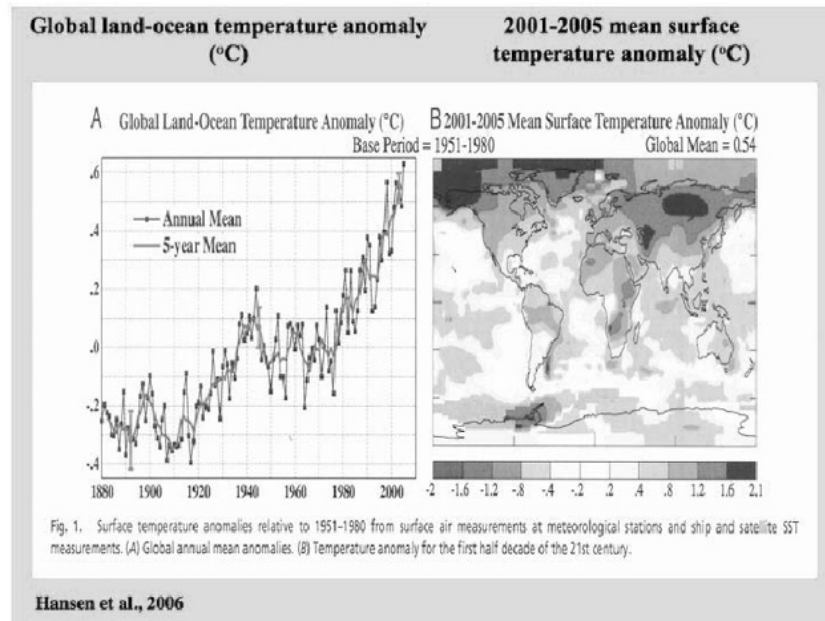 Global land-ocean temperature anomaly
(°C)
2001-2005 mean surface
temperature anomaly (°C)
A Global Land-Ocean Temperature Anomaly (°C)
B 2001-2005 Mean Surface Temperature Anomaly (°C)
Base Period = 1951-1980
Global Mean = 0.54
.6
.4
.2
.0
-.2
-.4
Annual Mean
5-year Mean
1880 1900 1920 1940 1960 1980 2000
-2 -1.6 -1.2 -.8 -.4 -.2 .2 .4 .8 1.2 1.6 2.1
Fig. 1. Surface temperature anomalies relative to 1951–1980 from surface air measurements at meteorological stations and ship and satellite SST
measurements. (A) Global annual mean anomalies. (B) Temperature anomaly for the first half decade of the 21st century.
Hansen et al., 2006